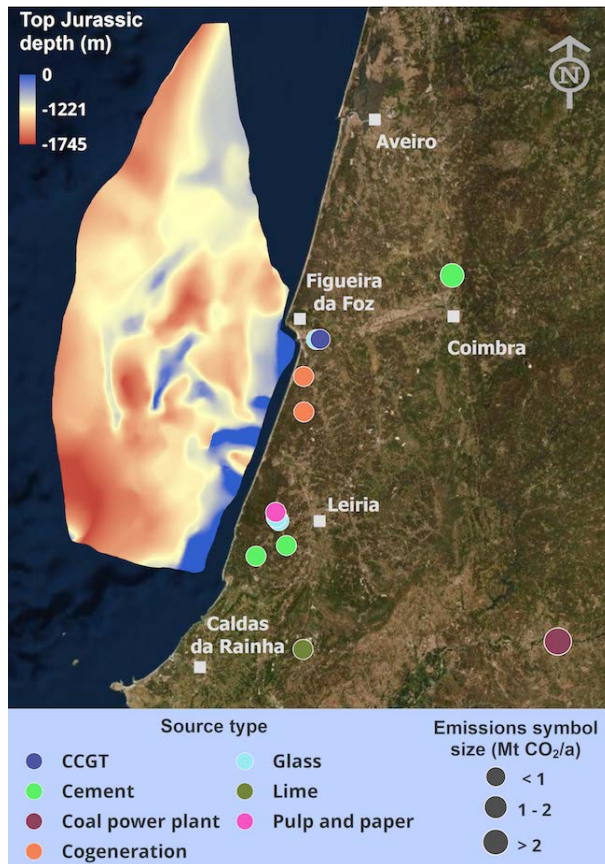 Top Jurassic
depth (m)
0
-1221
-1745
N
Aveiro
Figueira
da Foz
Coimbra
Leiria
Caldas
da Rainha
Source type
CCGT
Glass
Cement
Lime
Coal power plant
Pulp and paper
Cogeneration
Emissions symbol
size (Mt CO₂/a)
< 1
1 - 2
> 2